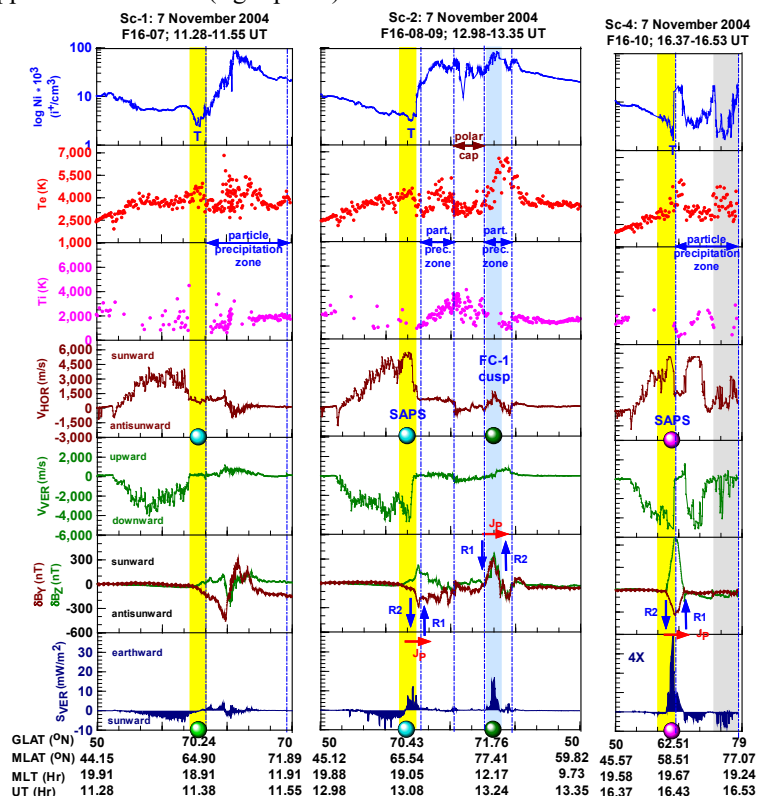 Sc-1: 7 November 2004
F16-07; 11.28-11.55 UT
Sc-2: 7 November 2004
F16-08-09; 12.98-13.35 UT
Sc-4: 7 November 2004
F16-10; 16.37-16.53 UT
log Ni * 10³
(i⁺/cm³)
100
10
1
T
T
T
polar
cap
Te (K)
7,000
5,500
4,000
2,500
1,000
particle
precipitation
zone
part.
prec.
zone
part.
prec.
zone
particle
precipitation
zone
Ti (K)
6,000
4,000
2,000
0
V_HOR (m/s)
6,000
4,500
3,000
1,500
0
-1,500
-3,000
sunward
antisunward
SAPS
FC-1
cusp
SAPS
V_VER (m/s)
2,000
0
-2,000
-4,000
-6,000
upward
downward
δB_Y (nT)
δB_Z (nT)
300
0
-300
-600
sunward
antisunward
R2
R1
J_P
R1
R2
J_P
R2
R1
J_P
S_VER (mW/m²)
30
20
10
0
-10
earthward
sunward
4X
GLAT (ᴼN) 50 70.24 70 50 70.43 71.76 50 50 62.51 79
MLAT (ᴼN) 44.15 64.90 71.89 45.12 65.54 77.41 59.82 45.57 58.51 77.07
MLT (Hr) 19.91 18.91 11.91 19.88 19.05 12.17 9.73 19.58 19.67 19.24
UT (Hr) 11.28 11.38 11.55 12.98 13.08 13.24 13.35 16.37 16.43 16.53